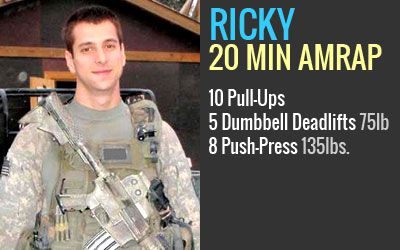 RICKY
20 MIN AMRAP
10 Pull-Ups
5 Dumbbell Deadlifts 75lb
8 Push-Press 135lbs.